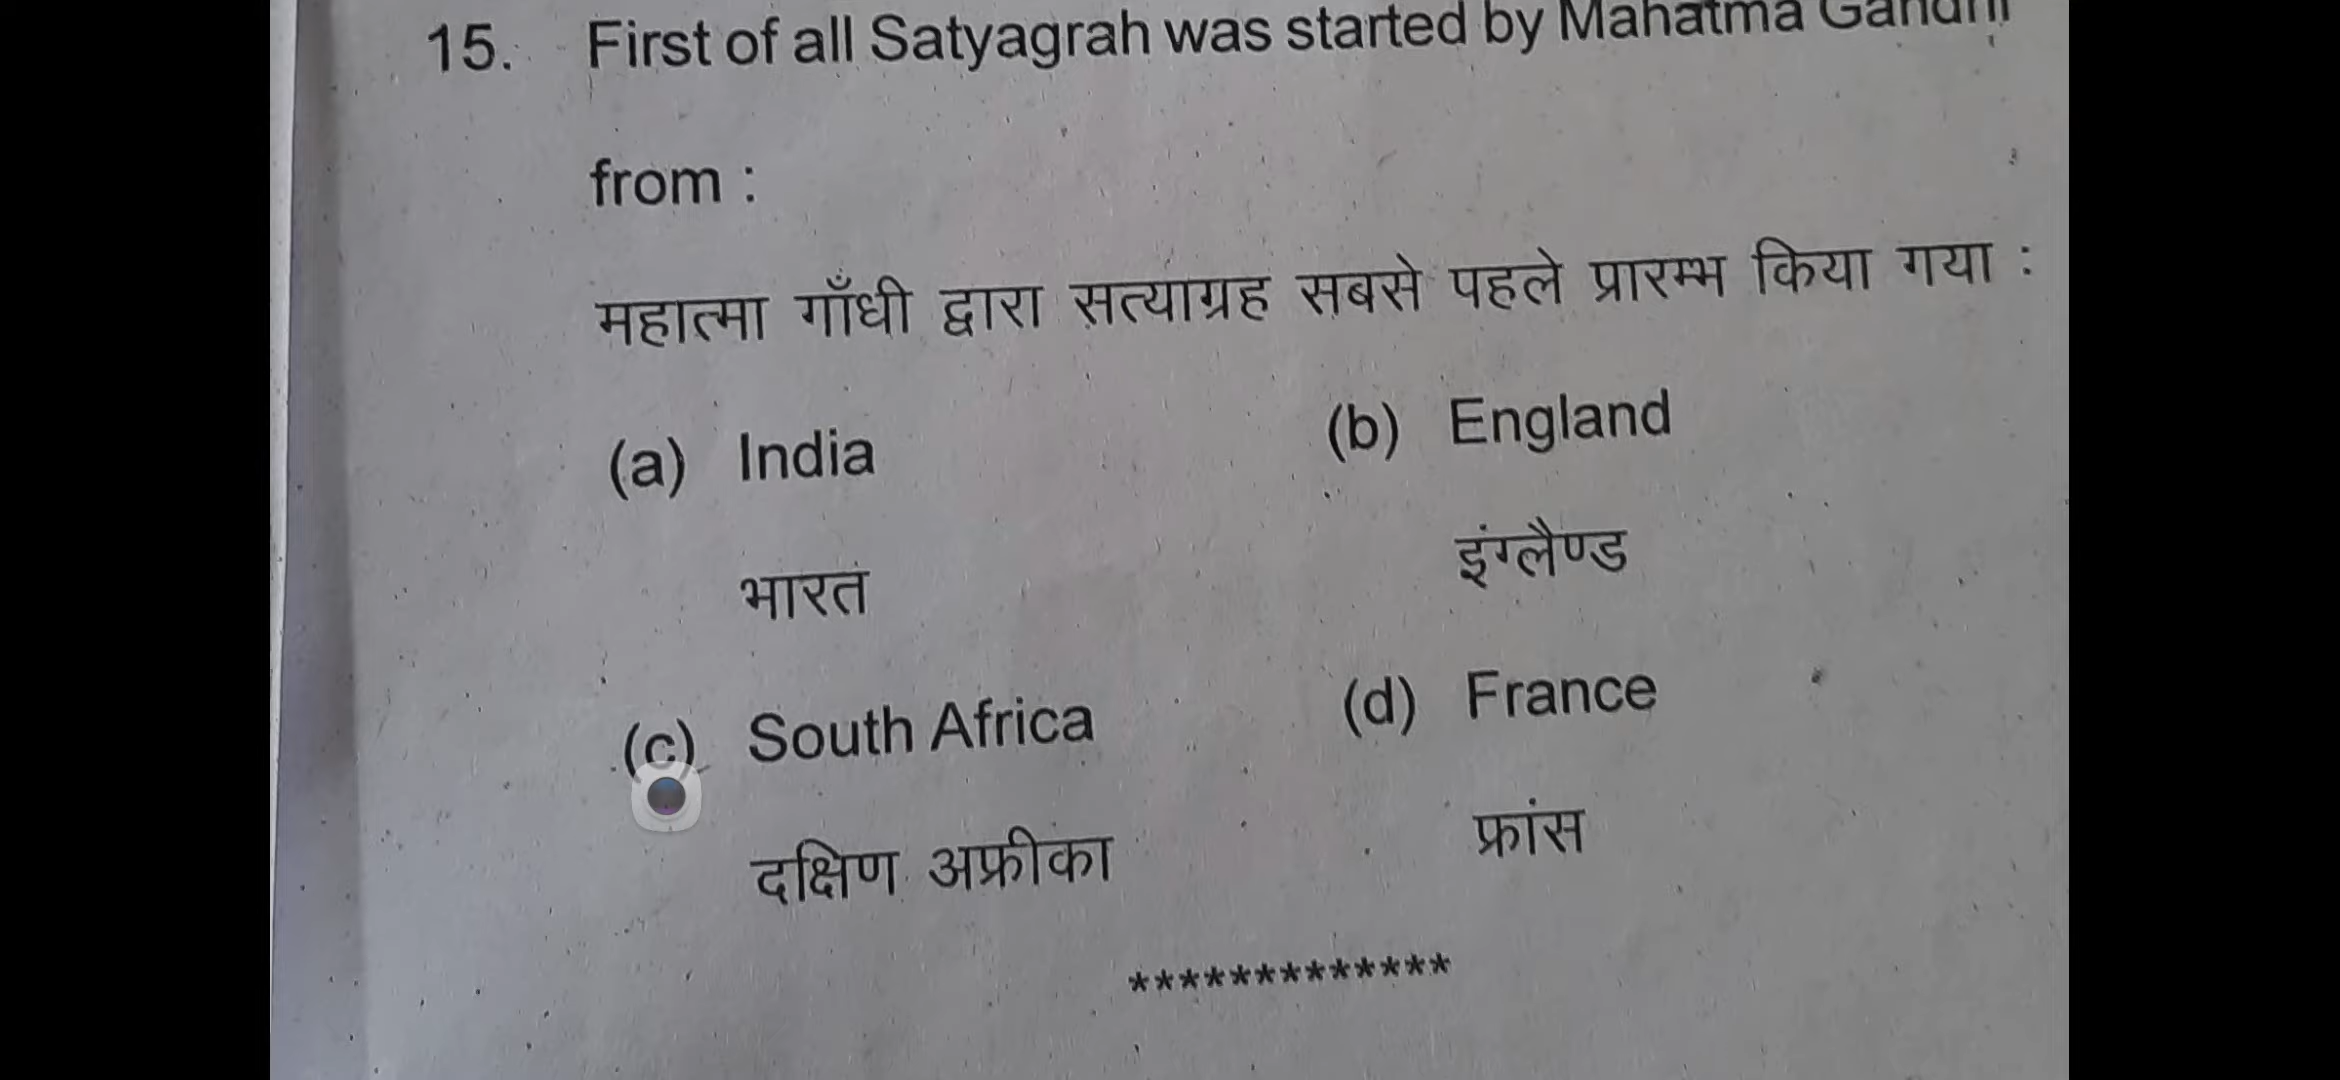 15. First of all Satyagrah was started by Mahatma Gandhi
from :
महात्मा गाँधी द्वारा सत्याग्रह सबसे पहले प्रारम्भ किया गया :
(a) India (b) England
भारत इंग्लैण्ड
(c) South Africa (d) France
दक्षिण अफ्रीका फ्रांस
*************